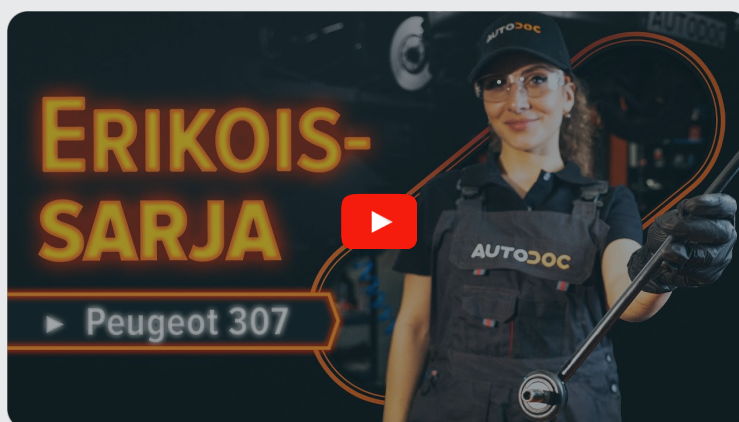 AUTODOC
AUTODOC
ERIKOIS-
SARJA
AUTODOC
► Peugeot 307